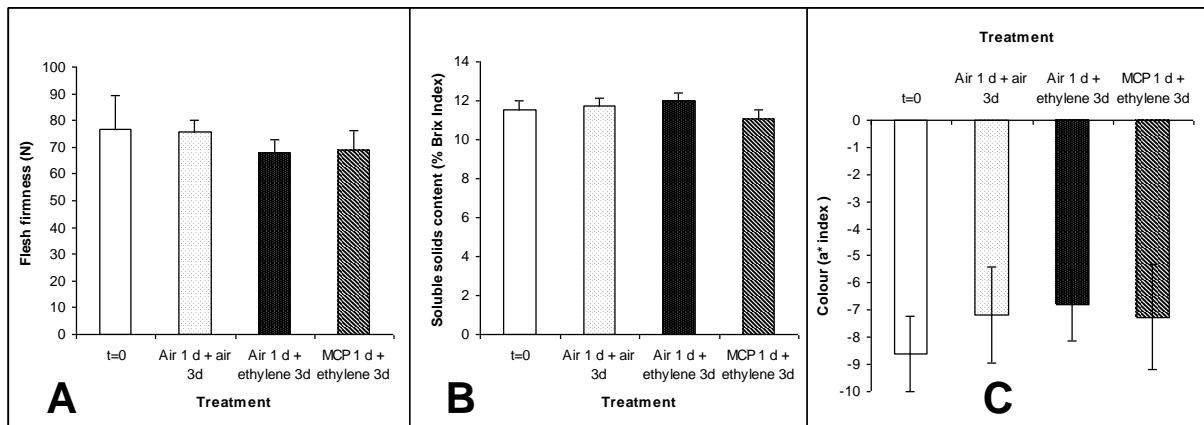 Flesh firmness (N)
100
90
80
70
60
50
40
30
20
10
0
t=0
Air 1 d + air
3d
Air 1 d +
ethylene 3d
MCP 1 d +
ethylene 3d
Treatment
A
Soluble solids content (% Brix Index)
14
12
10
8
6
4
2
0
t=0
Air 1 d + air
3d
Air 1 d +
ethylene 3d
MCP 1 d +
ethylene 3d
Treatment
B
Treatment
t=0
Air 1 d + air
3d
Air 1 d +
ethylene 3d
MCP 1 d +
ethylene 3d
Colour (a* index)
0
-1
-2
-3
-4
-5
-6
-7
-8
-9
-10
C